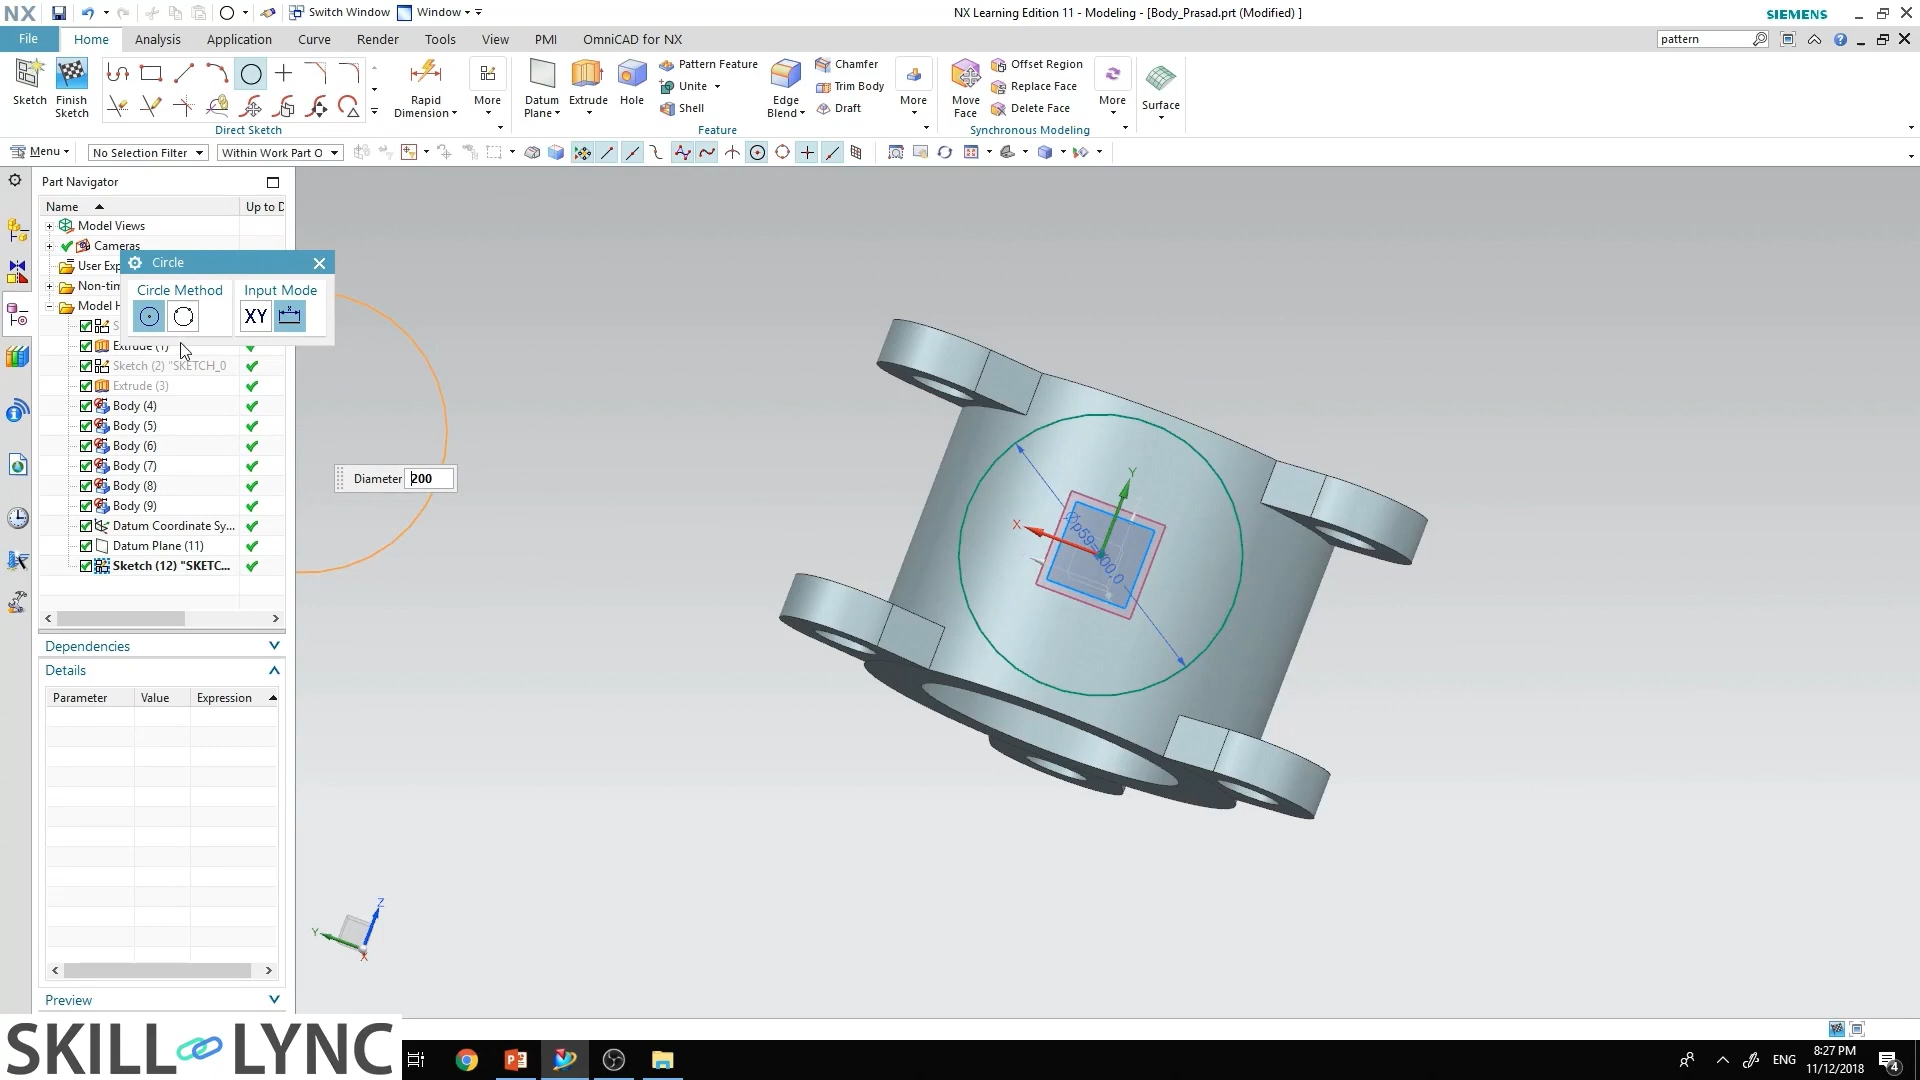 NX
Switch Window
Window
NX Learning Edition 11 - Modeling - [Body_Prasad.prt (Modified) ]
SIEMENS
File
Home
Analysis
Application
Curve
Render
Tools
View
PMI
OmniCAD for NX
pattern
Sketch
Finish Sketch
Direct Sketch
Rapid Dimension
More
Datum Plane
Extrude
Hole
Pattern Feature
Unite
Shell
Edge Blend
Chamfer
Trim Body
Draft
More
Feature
Move Face
Offset Region
Replace Face
Delete Face
More
Synchronous Modeling
Surface
Menu
No Selection Filter
Within Work Part O
Part Navigator
Name
Up to D
Model Views
Cameras
User Exp
Non-tim
Model H
Circle
Circle Method
Input Mode
XY
S
Extrude (1)
Sketch (2) "SKETCH_0
Extrude (3)
Body (4)
Body (5)
Body (6)
Body (7)
Body (8)
Body (9)
Datum Coordinate Sy...
Datum Plane (11)
Sketch (12) "SKETC...
Diameter 200
Y
X
Dependencies
Details
Parameter
Value
Expression
Preview
Z
Y
X
SKILL LYNC
ENG
8:27 PM
11/12/2018
4